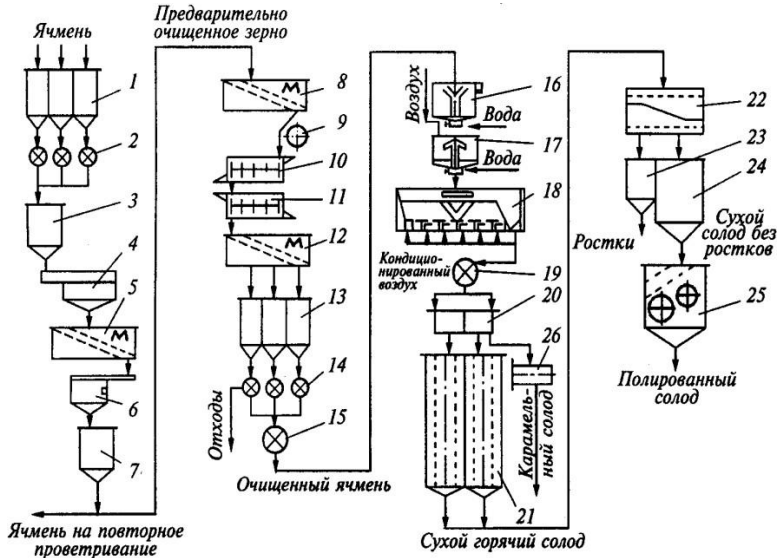 Ячмень
1
2
3
4
5
6
7
Ячмень на повторное
проветривание
Предварительно
очищенное зерно
М
М
8
9
10
11
М
12
13
14
15
Отходы
Очищенный ячмень
Воздух
16
Вода
17
Вода
18
Кондицио-
нированный
воздух
19
20
26
Карамель-
ный солод
21
Сухой горячий солод
22
23
24
Ростки
Сухой
солод без
ростков
25
Полированный
солод